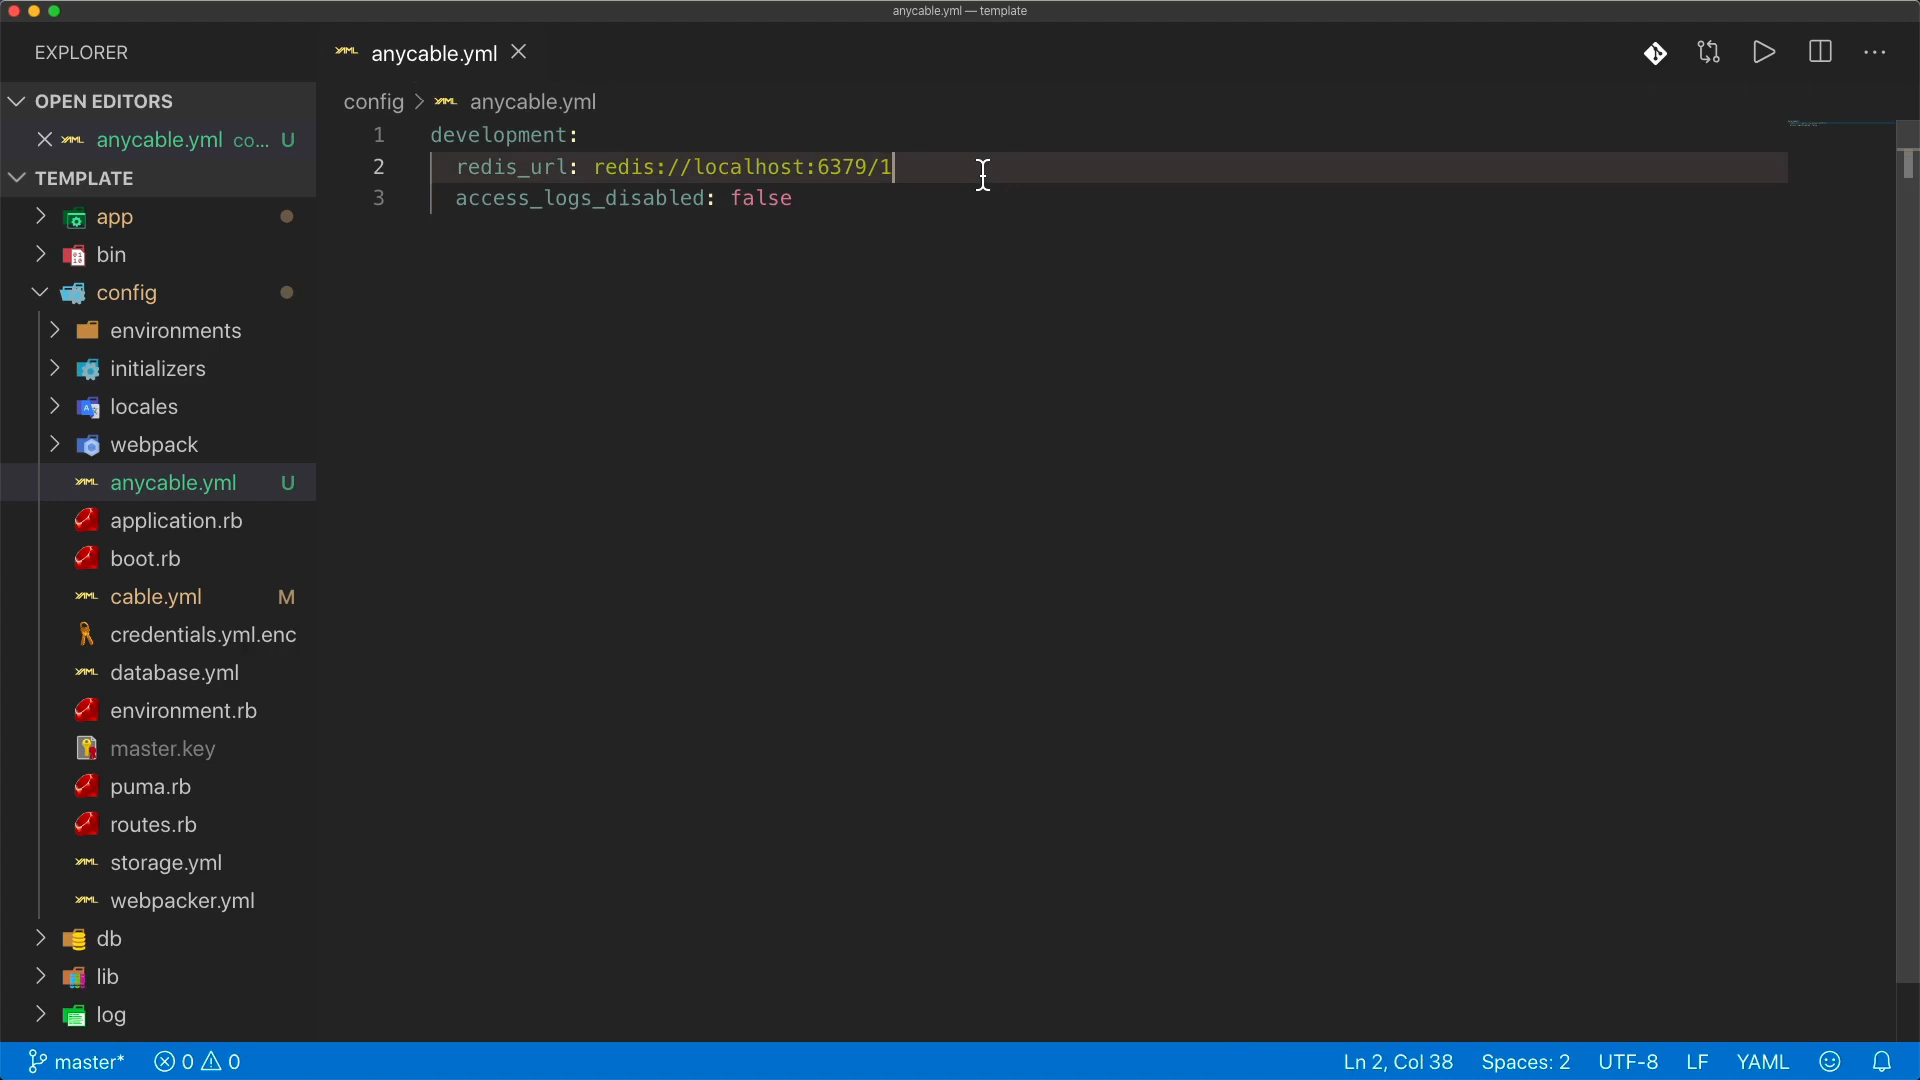 anycable.yml — template
EXPLORER
OPEN EDITORS
anycable.yml co... U
TEMPLATE
app
bin
config
environments
initializers
locales
webpack
anycable.yml U
application.rb
boot.rb
cable.yml M
credentials.yml.enc
database.yml
environment.rb
master.key
puma.rb
routes.rb
storage.yml
webpacker.yml
db
lib
log
anycable.yml
config > anycable.yml
1 development:
2 redis_url: redis://localhost:6379/1
3 access_logs_disabled: false
master* 0 0 Ln 2, Col 38 Spaces: 2 UTF-8 LF YAML